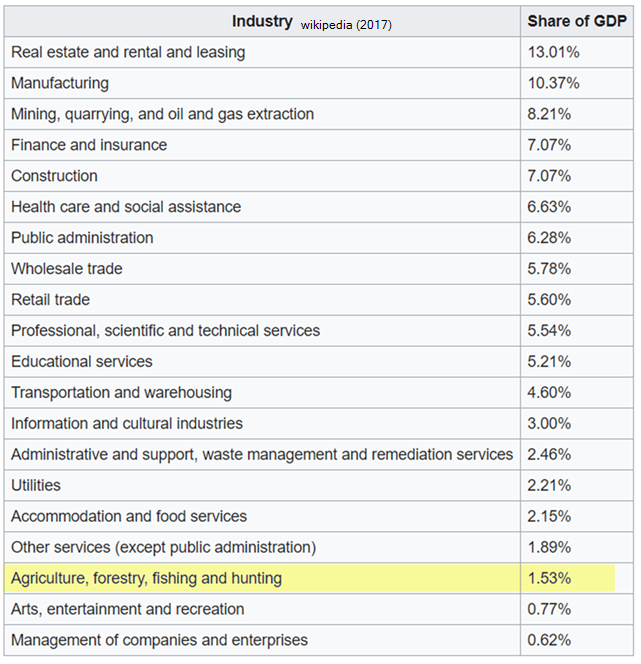 Industry wikipedia (2017) Share of GDP
Real estate and rental and leasing 13.01%
Manufacturing 10.37%
Mining, quarrying, and oil and gas extraction 8.21%
Finance and insurance 7.07%
Construction 7.07%
Health care and social assistance 6.63%
Public administration 6.28%
Wholesale trade 5.78%
Retail trade 5.60%
Professional, scientific and technical services 5.54%
Educational services 5.21%
Transportation and warehousing 4.60%
Information and cultural industries 3.00%
Administrative and support, waste management and remediation services 2.46%
Utilities 2.21%
Accommodation and food services 2.15%
Other services (except public administration) 1.89%
Agriculture, forestry, fishing and hunting 1.53%
Arts, entertainment and recreation 0.77%
Management of companies and enterprises 0.62%